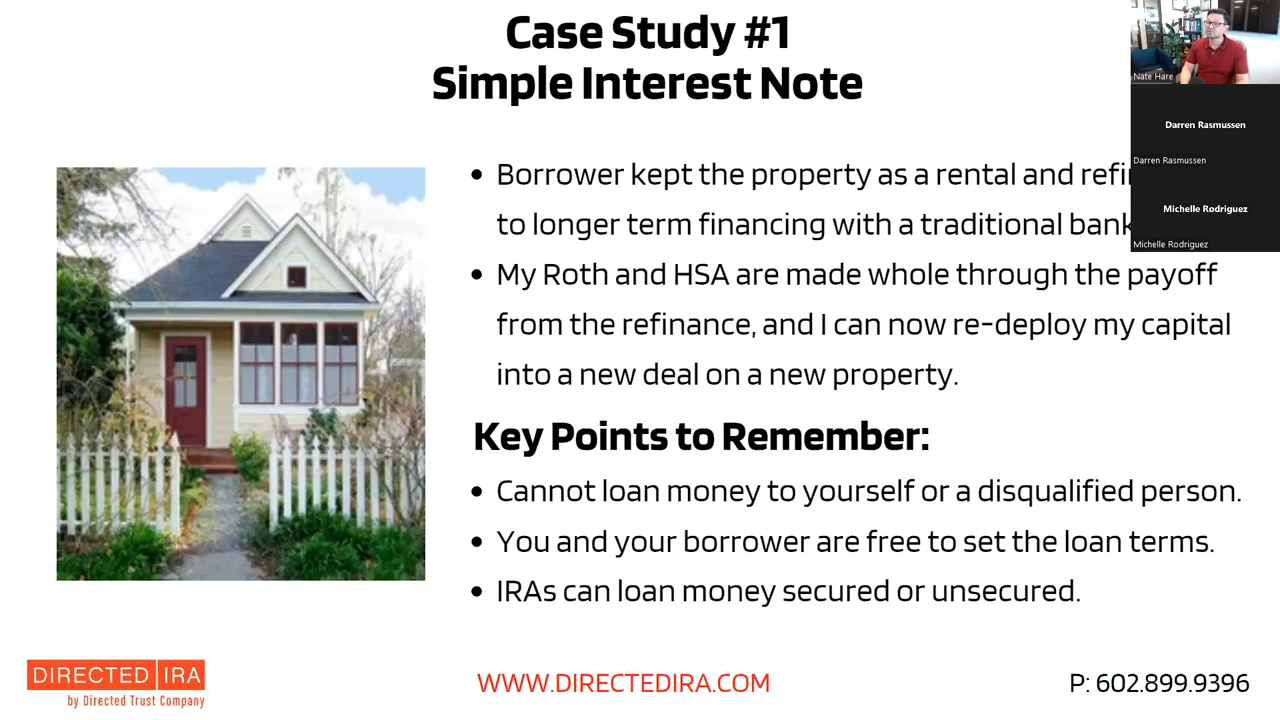 Case Study #1
Simple Interest Note
Nate Hare
Darren Rasmussen
Darren Rasmussen
Michelle Rodriguez
Michelle Rodriguez
• Borrower kept the property as a rental and
to longer term financing with a traditional bank
• My Roth and HSA are made whole through the payoff
from the refinance, and I can now re-deploy my capital
into a new deal on a new property.
Key Points to Remember:
• Cannot loan money to yourself or a disqualified person.
• You and your borrower are free to set the loan terms.
• IRAs can loan money secured or unsecured.
DIRECTED IRA
by Directed Trust Company
WWW.DIRECTEDIRA.COM
P: 602.899.9396